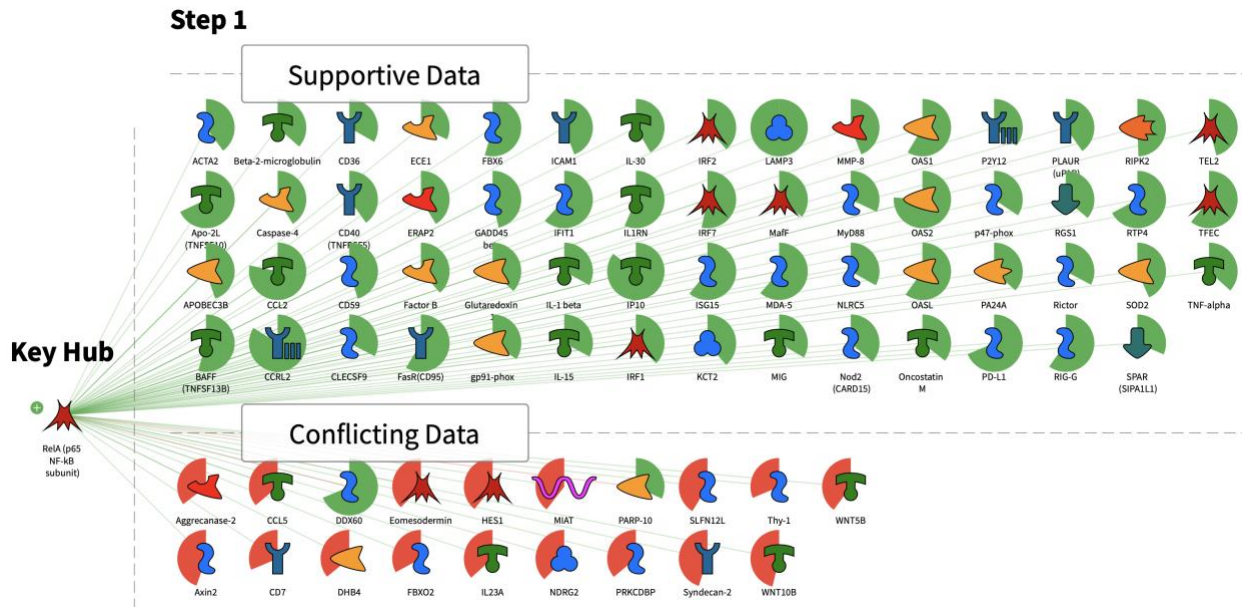 Step 1
Supportive Data
ACTA2 Beta-2-microglobulin CD36 ECE1 FBX6 ICAM1 IL-30 IRF2 LAMP3 MMP-8 OAS1 P2Y12 PLAUR RIPK2 TEL2
(uPAR)
Apo-2L Caspase-4 CD40 ERAP2 GADD45 IFIT1 IL1RN IRF7 MafF MyD88 OAS2 p47-phox RGS1 RTP4 TFEC
APOBEC3B CCL2 CD59 Factor B Glutaredoxin IL-1 beta IP10 ISG15 MDA-5 NLRC5 OASL PA24A Rictor SOD2 TNF-alpha
BAFF CCRL2 CLECSF9 FasR(CD95) gp91-phox IL-15 IRF1 KCT2 MIG Nod2 Oncostatin PD-L1 RIG-G SPAR
(TNFSF13B) (CARD15) M (SIPA1L1)
Key Hub
RelA (p65
NF-kB
subunit)
Conflicting Data
Aggrecanase-2 CCL5 DDX60 Eomesodermin HES1 MIAT PARP-10 SLFN12L Thy-1 WNT5B
Axin2 CD7 DHB4 FBXO2 IL23A NDRG2 PRKCDBP Syndecan-2 WNT10B